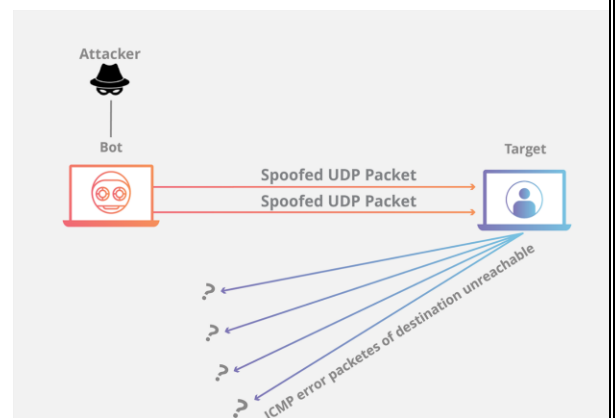 Attacker
Bot
Target
Spoofed UDP Packet
Spoofed UDP Packet
?
?
?
?
ICMP error packetes of destination unreachable